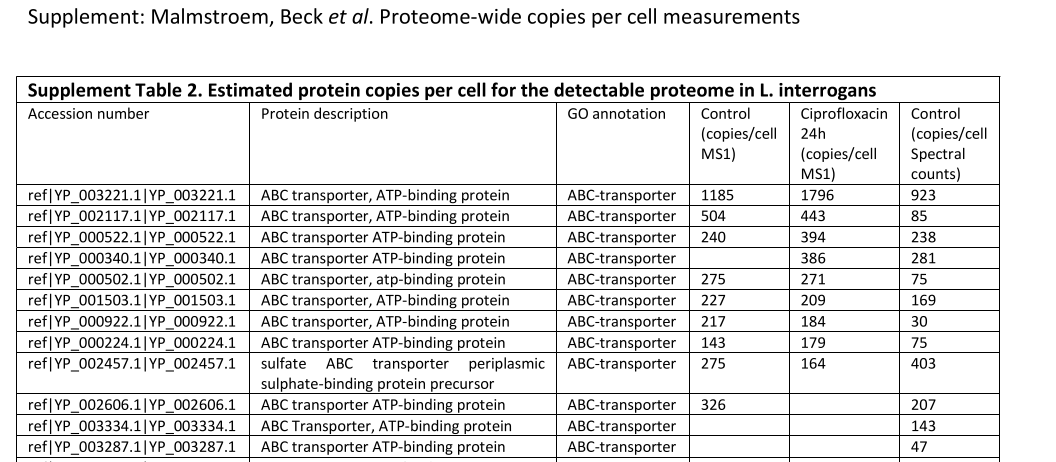 Supplement: Malmstroem, Beck et al. Proteome-wide copies per cell measurements
Supplement Table 2. Estimated protein copies per cell for the detectable proteome in L. interrogans
Accession number Protein description GO annotation Control (copies/cell MS1) Ciprofloxacin 24h (copies/cell MS1) Control (copies/cell Spectral counts)
ref|YP_003221.1|YP_003221.1 ABC transporter, ATP-binding protein ABC-transporter 1185 1796 923
ref|YP_002117.1|YP_002117.1 ABC transporter, ATP-binding protein ABC-transporter 504 443 85
ref|YP_000522.1|YP_000522.1 ABC transporter ATP-binding protein ABC-transporter 240 394 238
ref|YP_000340.1|YP_000340.1 ABC transporter, ATP-binding protein ABC-transporter 386 281
ref|YP_000502.1|YP_000502.1 ABC transporter, atp-binding protein ABC-transporter 275 271 75
ref|YP_001503.1|YP_001503.1 ABC transporter, ATP-binding protein ABC-transporter 227 209 169
ref|YP_000922.1|YP_000922.1 ABC transporter, ATP-binding protein ABC-transporter 217 184 30
ref|YP_000224.1|YP_000224.1 ABC transporter ATP-binding protein ABC-transporter 143 179 75
ref|YP_002457.1|YP_002457.1 sulfate ABC transporter periplasmic sulphate-binding protein precursor ABC-transporter 275 164 403
ref|YP_002606.1|YP_002606.1 ABC transporter ATP-binding protein ABC-transporter 326 207
ref|YP_003334.1|YP_003334.1 ABC Transporter, ATP-binding protein ABC-transporter 143
ref|YP_003287.1|YP_003287.1 ABC transporter ATP-binding protein ABC-transporter 47